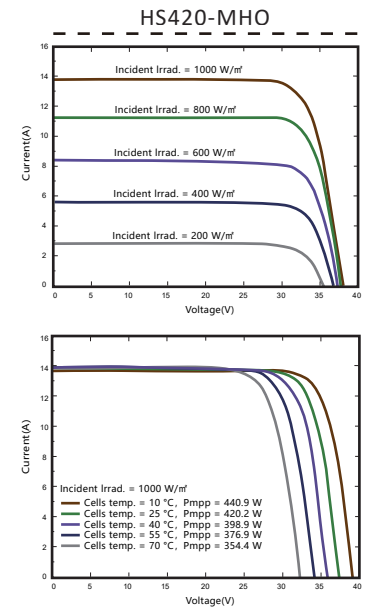 HS420-MHO
16
14
12
10
8
6
4
2
0
Current(A)
Incident Irrad. = 1000 W/㎡
Incident Irrad. = 800 W/㎡
Incident Irrad. = 600 W/㎡
Incident Irrad. = 400 W/㎡
Incident Irrad. = 200 W/㎡
0 5 10 15 20 25 30 35 40
Voltage(V)
16
14
12
10
8
6
4
2
0
Current(A)
Incident Irrad. = 1000 W/㎡
Cells temp. = 10 °C, Pmpp = 440.9 W
Cells temp. = 25 °C, Pmpp = 420.2 W
Cells temp. = 40 °C, Pmpp = 398.9 W
Cells temp. = 55 °C, Pmpp = 376.9 W
Cells temp. = 70 °C, Pmpp = 354.4 W
0 5 10 15 20 25 30 35 40
Voltage(V)